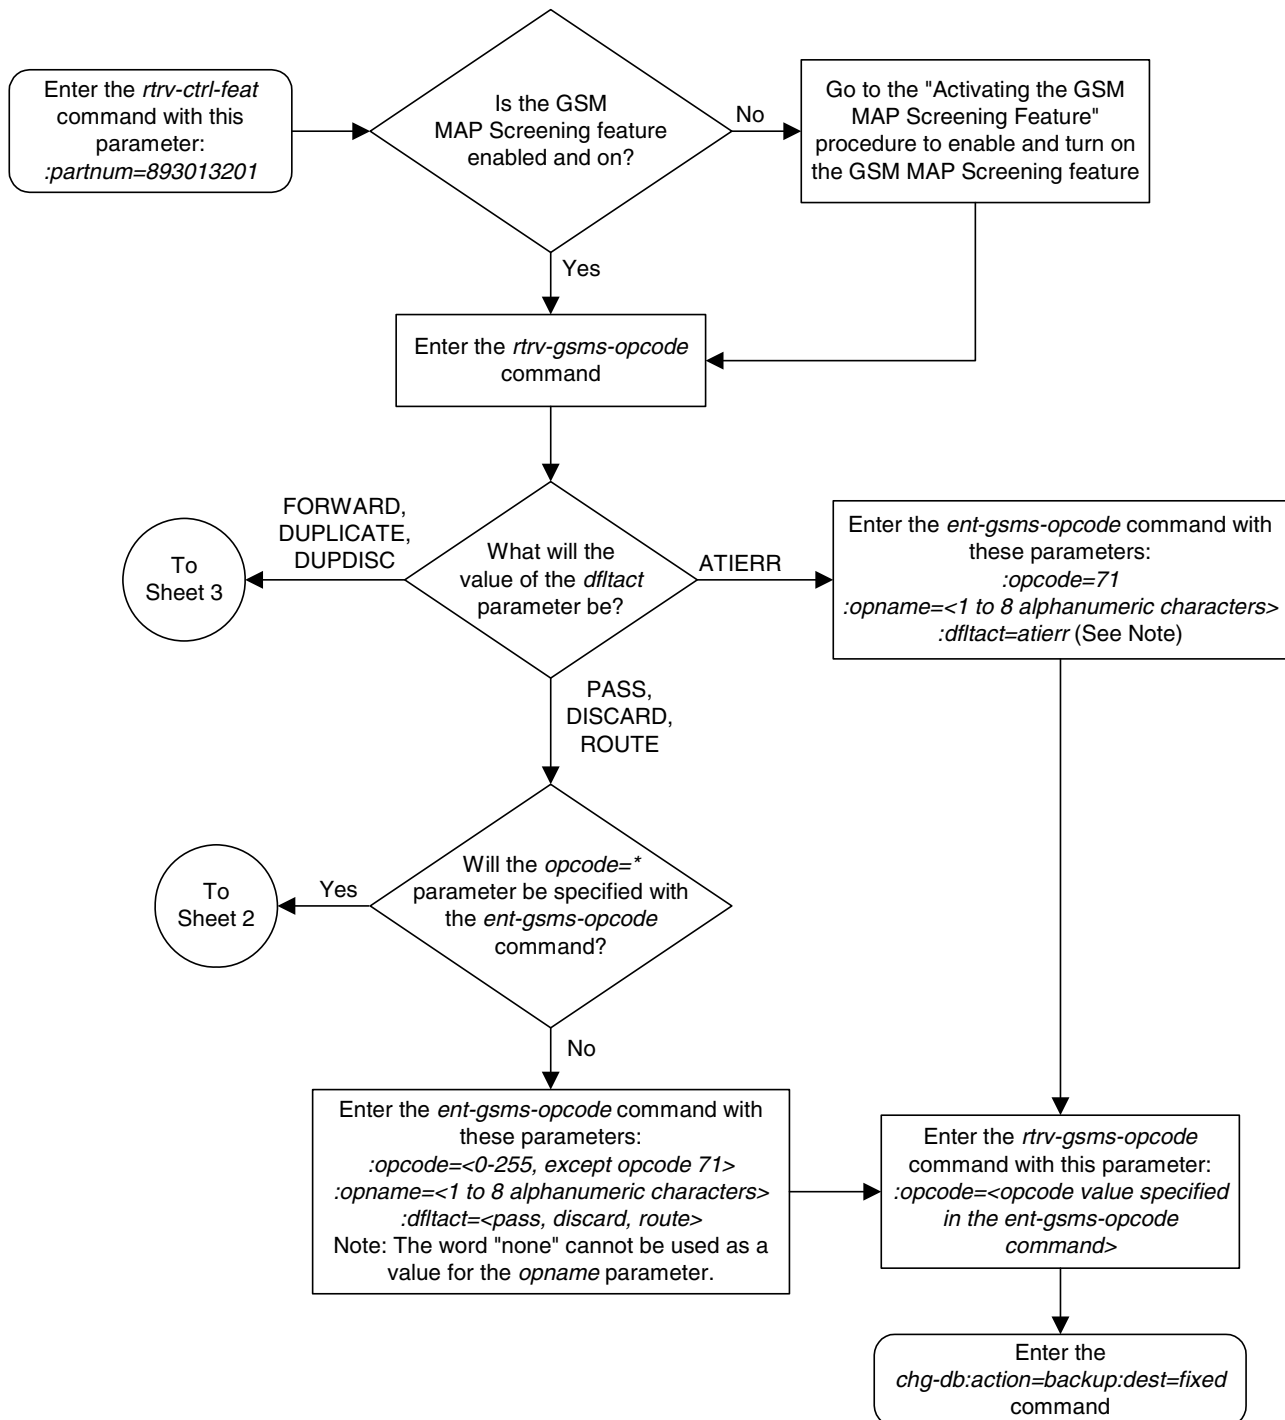 Enter the rtrv-ctrl-feat
command with this
parameter:
:partnum=893013201
Is the GSM
MAP Screening feature
enabled and on?
No
Go to the "Activating the GSM
MAP Screening Feature"
procedure to enable and turn on
the GSM MAP Screening feature
Yes
Enter the rtrv-gsms-opcode
command
FORWARD,
DUPLICATE,
DUPDISC
To
Sheet 3
What will the
value of the dfltact
parameter be?
ATIERR
Enter the ent-gsms-opcode command with
these parameters:
:opcode=71
:opname=<1 to 8 alphanumeric characters>
:dfltact=atierr (See Note)
PASS,
DISCARD,
ROUTE
To
Sheet 2
Yes
Will the opcode=*
parameter be specified with
the ent-gsms-opcode
command?
No
Enter the ent-gsms-opcode command with
these parameters:
:opcode=<0-255, except opcode 71>
:opname=<1 to 8 alphanumeric characters>
:dfltact=<pass, discard, route>
Note: The word "none" cannot be used as a
value for the opname parameter.
Enter the rtrv-gsms-opcode
command with this parameter:
:opcode=<opcode value specified
in the ent-gsms-opcode
command>
Enter the
chg-db:action=backup:dest=fixed
command